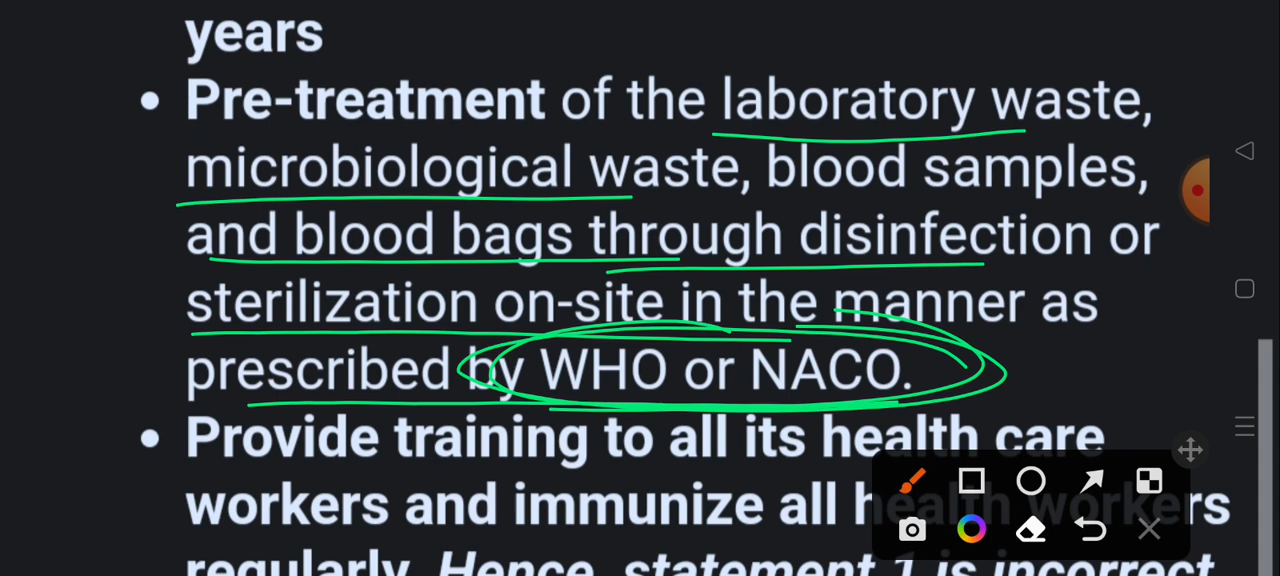 years
• Pre-treatment of the laboratory waste,
microbiological waste, blood samples,
and blood bags through disinfection or
sterilization on-site in the manner as
prescribed by WHO or NACO.
• Provide training to all its health care
workers and immunize all health workers
regularly. Hence, statement 1 is incorrect